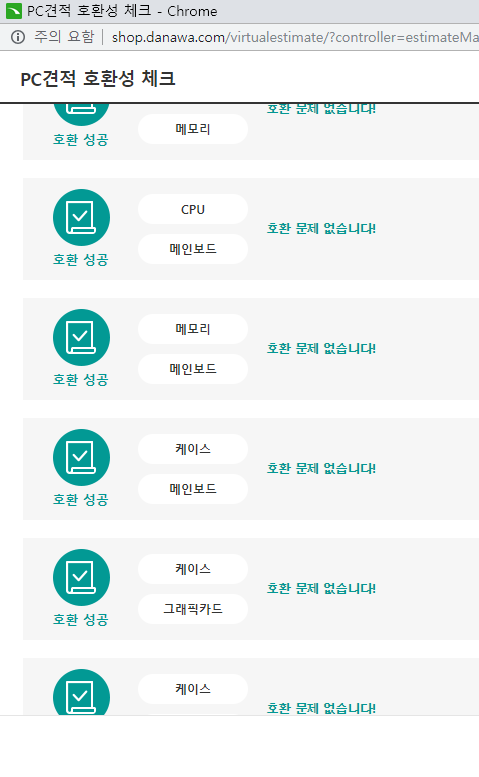 PC견적 호환성 체크 - Chrome
주의 요함 | shop.danawa.com/virtualestimate/?controller=estimateMa
PC견적 호환성 체크
호환 문제 없습니다!
메모리
호환 성공
CPU
호환 문제 없습니다!
메인보드
호환 성공
메모리
호환 문제 없습니다!
메인보드
호환 성공
케이스
호환 문제 없습니다!
메인보드
호환 성공
케이스
호환 문제 없습니다!
그래픽카드
호환 성공
케이스
호환 문제 없습니다!